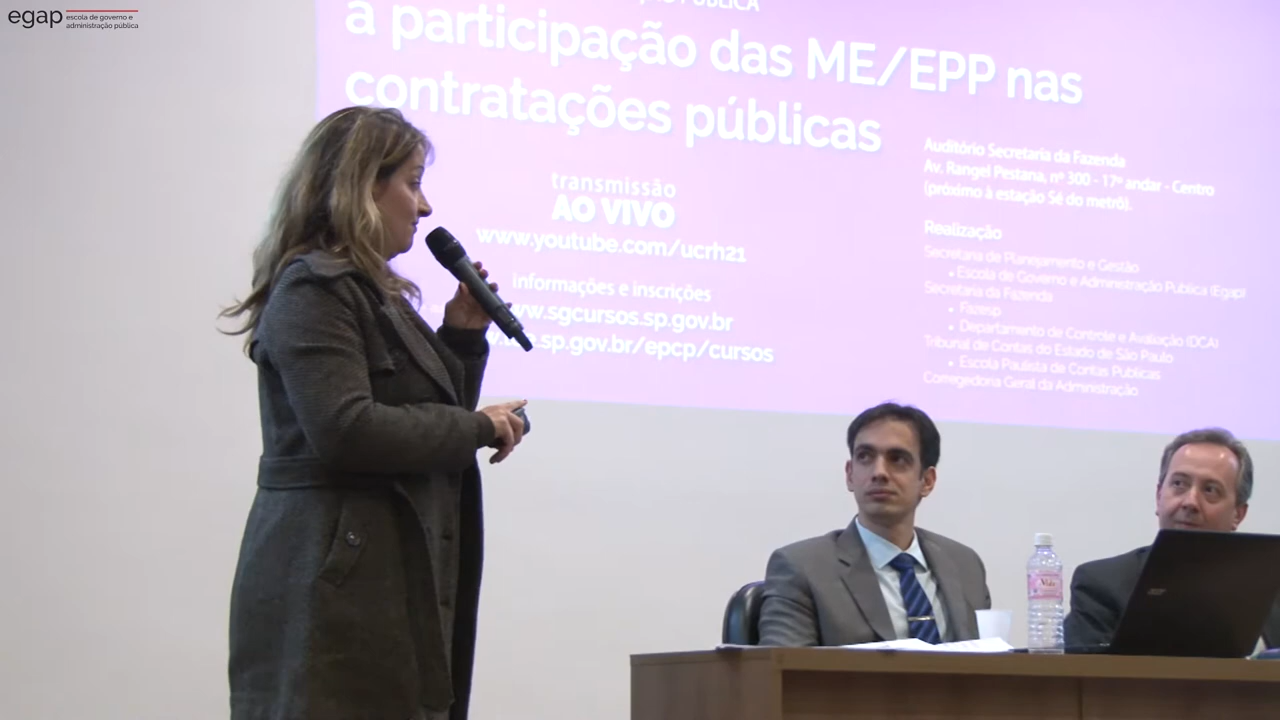 egap escola de governo e
administração pública
PÚBLICA
a participação das ME/EPP nas
contratações públicas
transmissão
AO VIVO
www.youtube.com/ucrh21
informações e inscrições
ww.sgcursos.sp.gov.br
.sp.gov.br/epcp/cursos
Auditório Secretaria da Fazenda
Av. Rangel Pestana, nº 300 - 17º andar - Centro
(próximo à estação Sé do metrô).
Realização
Secretaria de Planejamento e Gestão
• Escola de Governo e Administração Pública (Egap)
Secretaria da Fazenda
• Fazesp
• Departamento de Controle e Avaliação (DCA)
Tribunal de Contas do Estado de São Paulo
• Escola Paulista de Contas Públicas
Corregedoria Geral da Administração